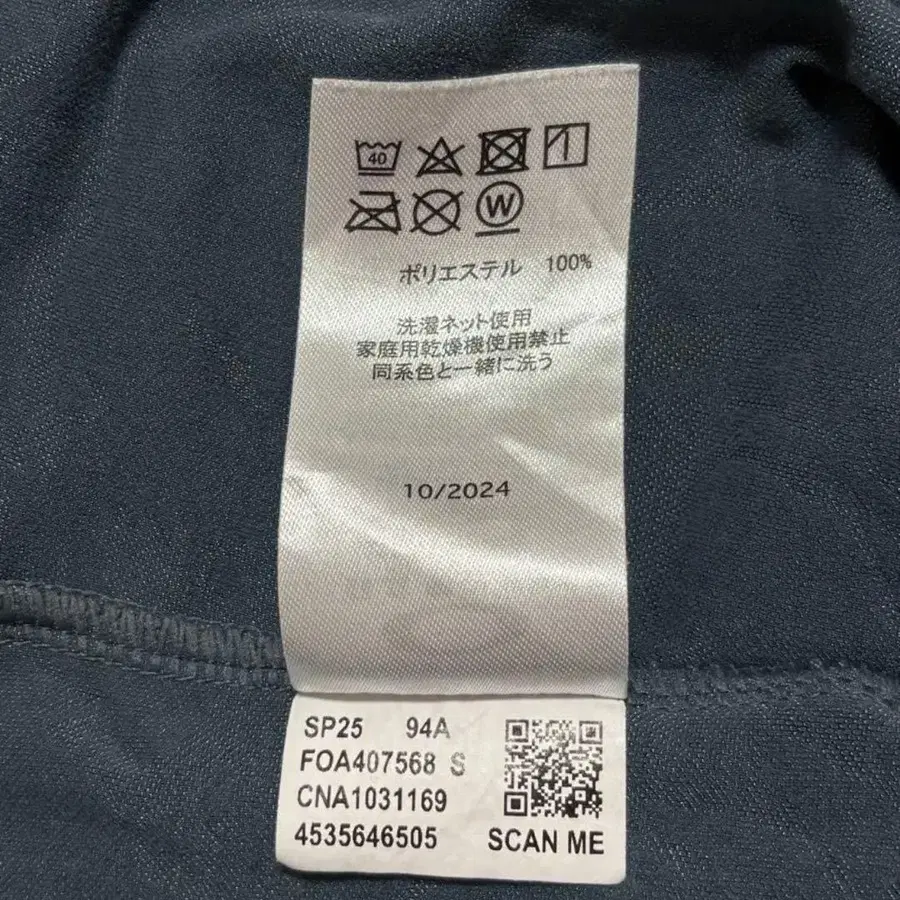 40
W
ポリエステル 100%
洗濯ネット使用
家庭用乾燥機使用禁止
同系色と一緒に洗う
10/2024
SP25 94A
FOA407568 S
CNA1031169
4535646505
SCAN ME